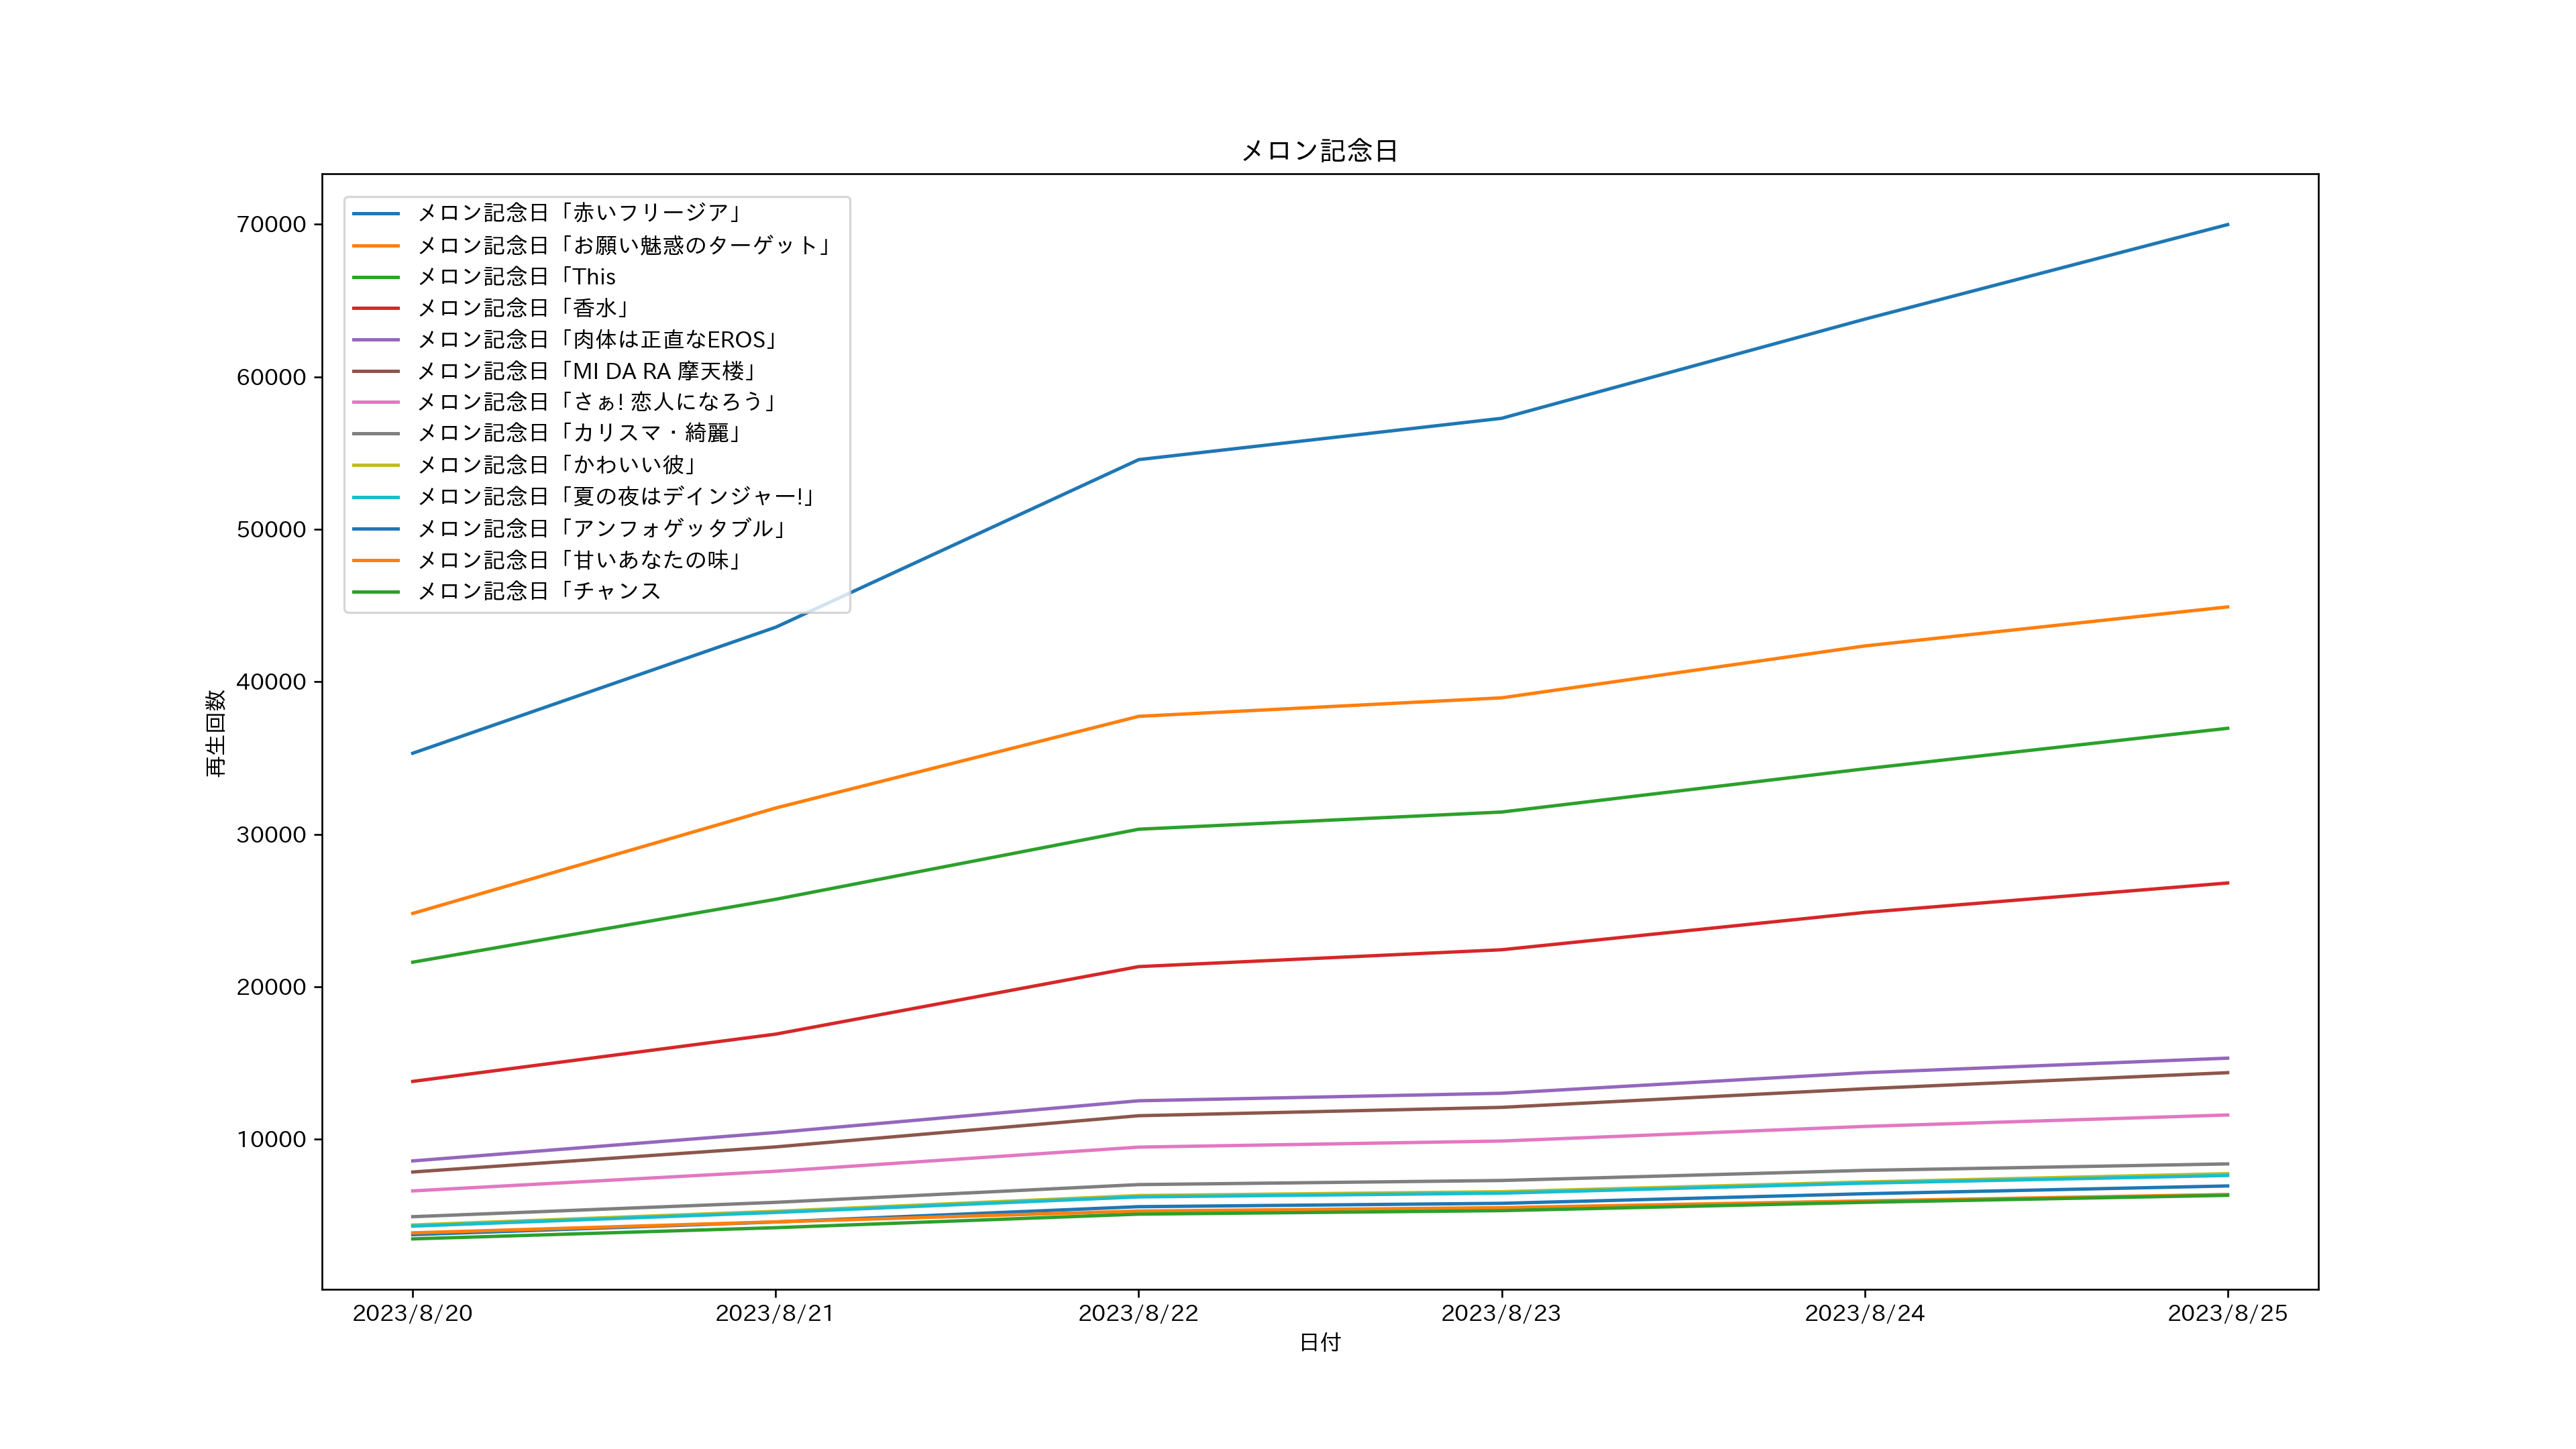 メロン記念日
メロン記念日「赤いフリージア」
メロン記念日「お願い魅惑のターゲット」
メロン記念日「This
メロン記念日「香水」
メロン記念日「肉体は正直なEROS」
メロン記念日「MI DA RA 摩天楼」
メロン記念日「さぁ! 恋人になろう」
メロン記念日「カリスマ・綺麗」
メロン記念日「かわいい彼」
メロン記念日「夏の夜はデインジャー!」
メロン記念日「アンフォゲッタブル」
メロン記念日「甘いあなたの味」
メロン記念日「チャンス
70000
60000
50000
40000
30000
20000
10000
再生回数
2023/8/20
2023/8/21
2023/8/22
2023/8/23
2023/8/24
2023/8/25
日付